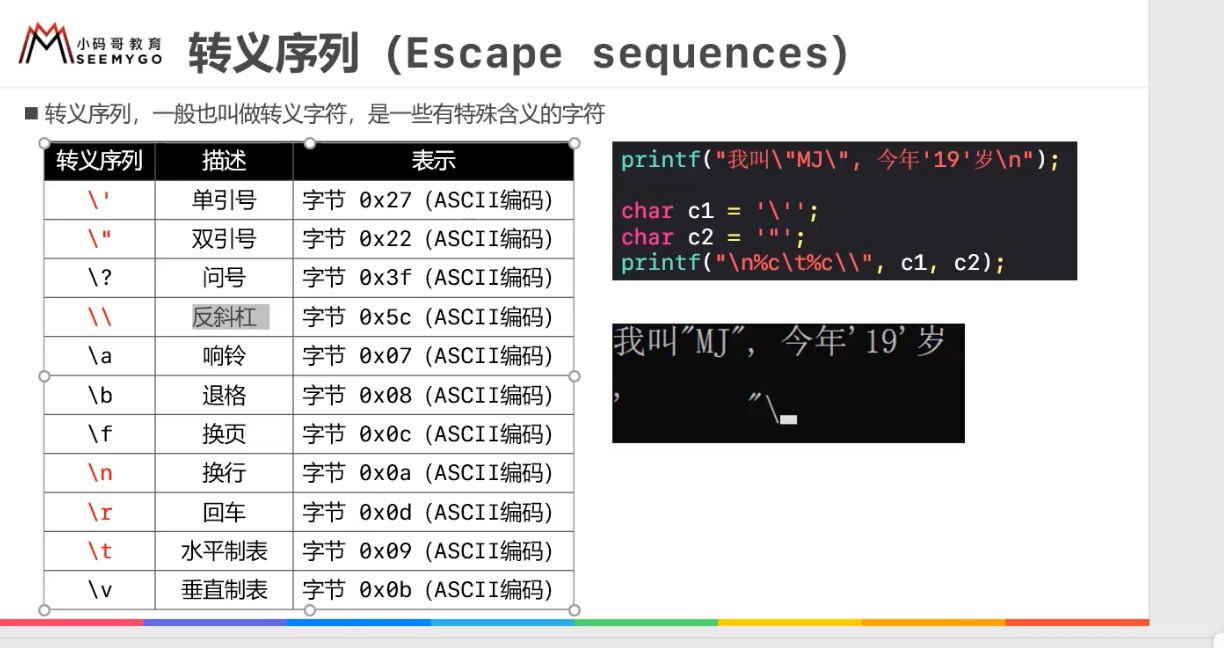 小码哥教育
SEEMYGO
转义序列 (Escape sequences)
转义序列，一般也叫做转义字符，是一些有特殊含义的字符
转义序列 描述 表示
\' 单引号 字节 0x27 (ASCII编码)
\" 双引号 字节 0x22 (ASCII编码)
\? 问号 字节 0x3f (ASCII编码)
\\ 反斜杠 字节 0x5c (ASCII编码)
\a 响铃 字节 0x07 (ASCII编码)
\b 退格 字节 0x08 (ASCII编码)
\f 换页 字节 0x0c (ASCII编码)
\n 换行 字节 0x0a (ASCII编码)
\r 回车 字节 0x0d (ASCII编码)
\t 水平制表 字节 0x09 (ASCII编码)
\v 垂直制表 字节 0x0b (ASCII编码)
printf("我叫\"MJ\", 今年'19'岁\n");
char c1 = '\'';
char c2 = '"';
printf("\n%c\t%c\\", c1, c2);
我叫"MJ", 今年'19'岁
' "\